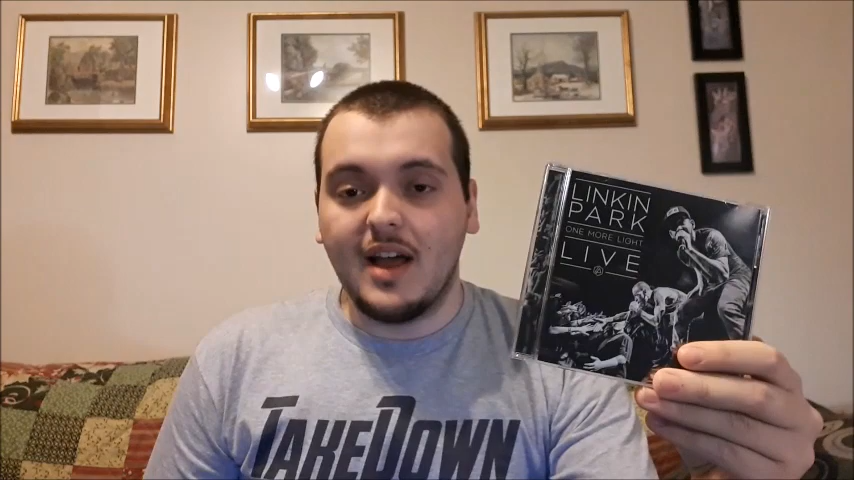 LINKIN
PARK
ONE MORE LIGHT
LIVE
TAKEDOWN